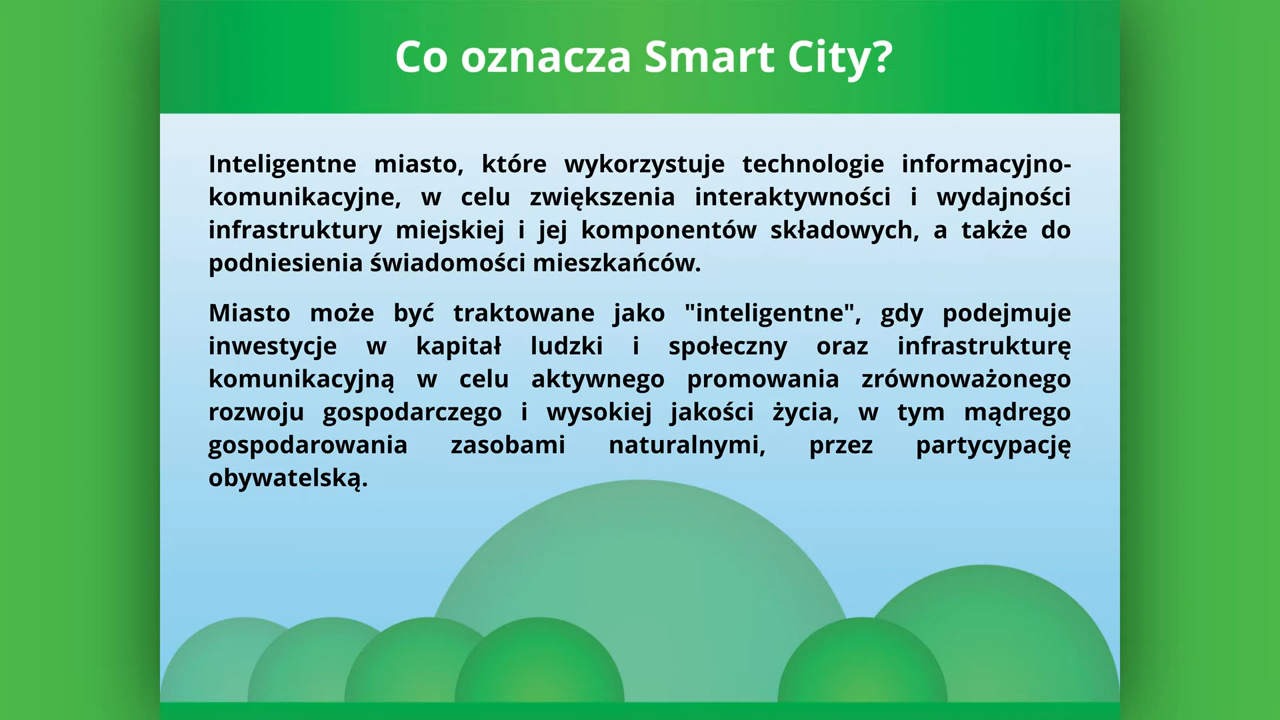 Co oznacza Smart City?
Inteligentne miasto, które wykorzystuje technologie informacyjno-
komunikacyjne, w celu zwiększenia interaktywności i wydajności
infrastruktury miejskiej i jej komponentów składowych, a także do
podniesienia świadomości mieszkańców.
Miasto może być traktowane jako "inteligentne", gdy podejmuje
inwestycje w kapitał ludzki i społeczny oraz infrastrukturę
komunikacyjną w celu aktywnego promowania zrównoważonego
rozwoju gospodarczego i wysokiej jakości życia, w tym mądrego
gospodarowania zasobami naturalnymi, przez partycypację
obywatelską.